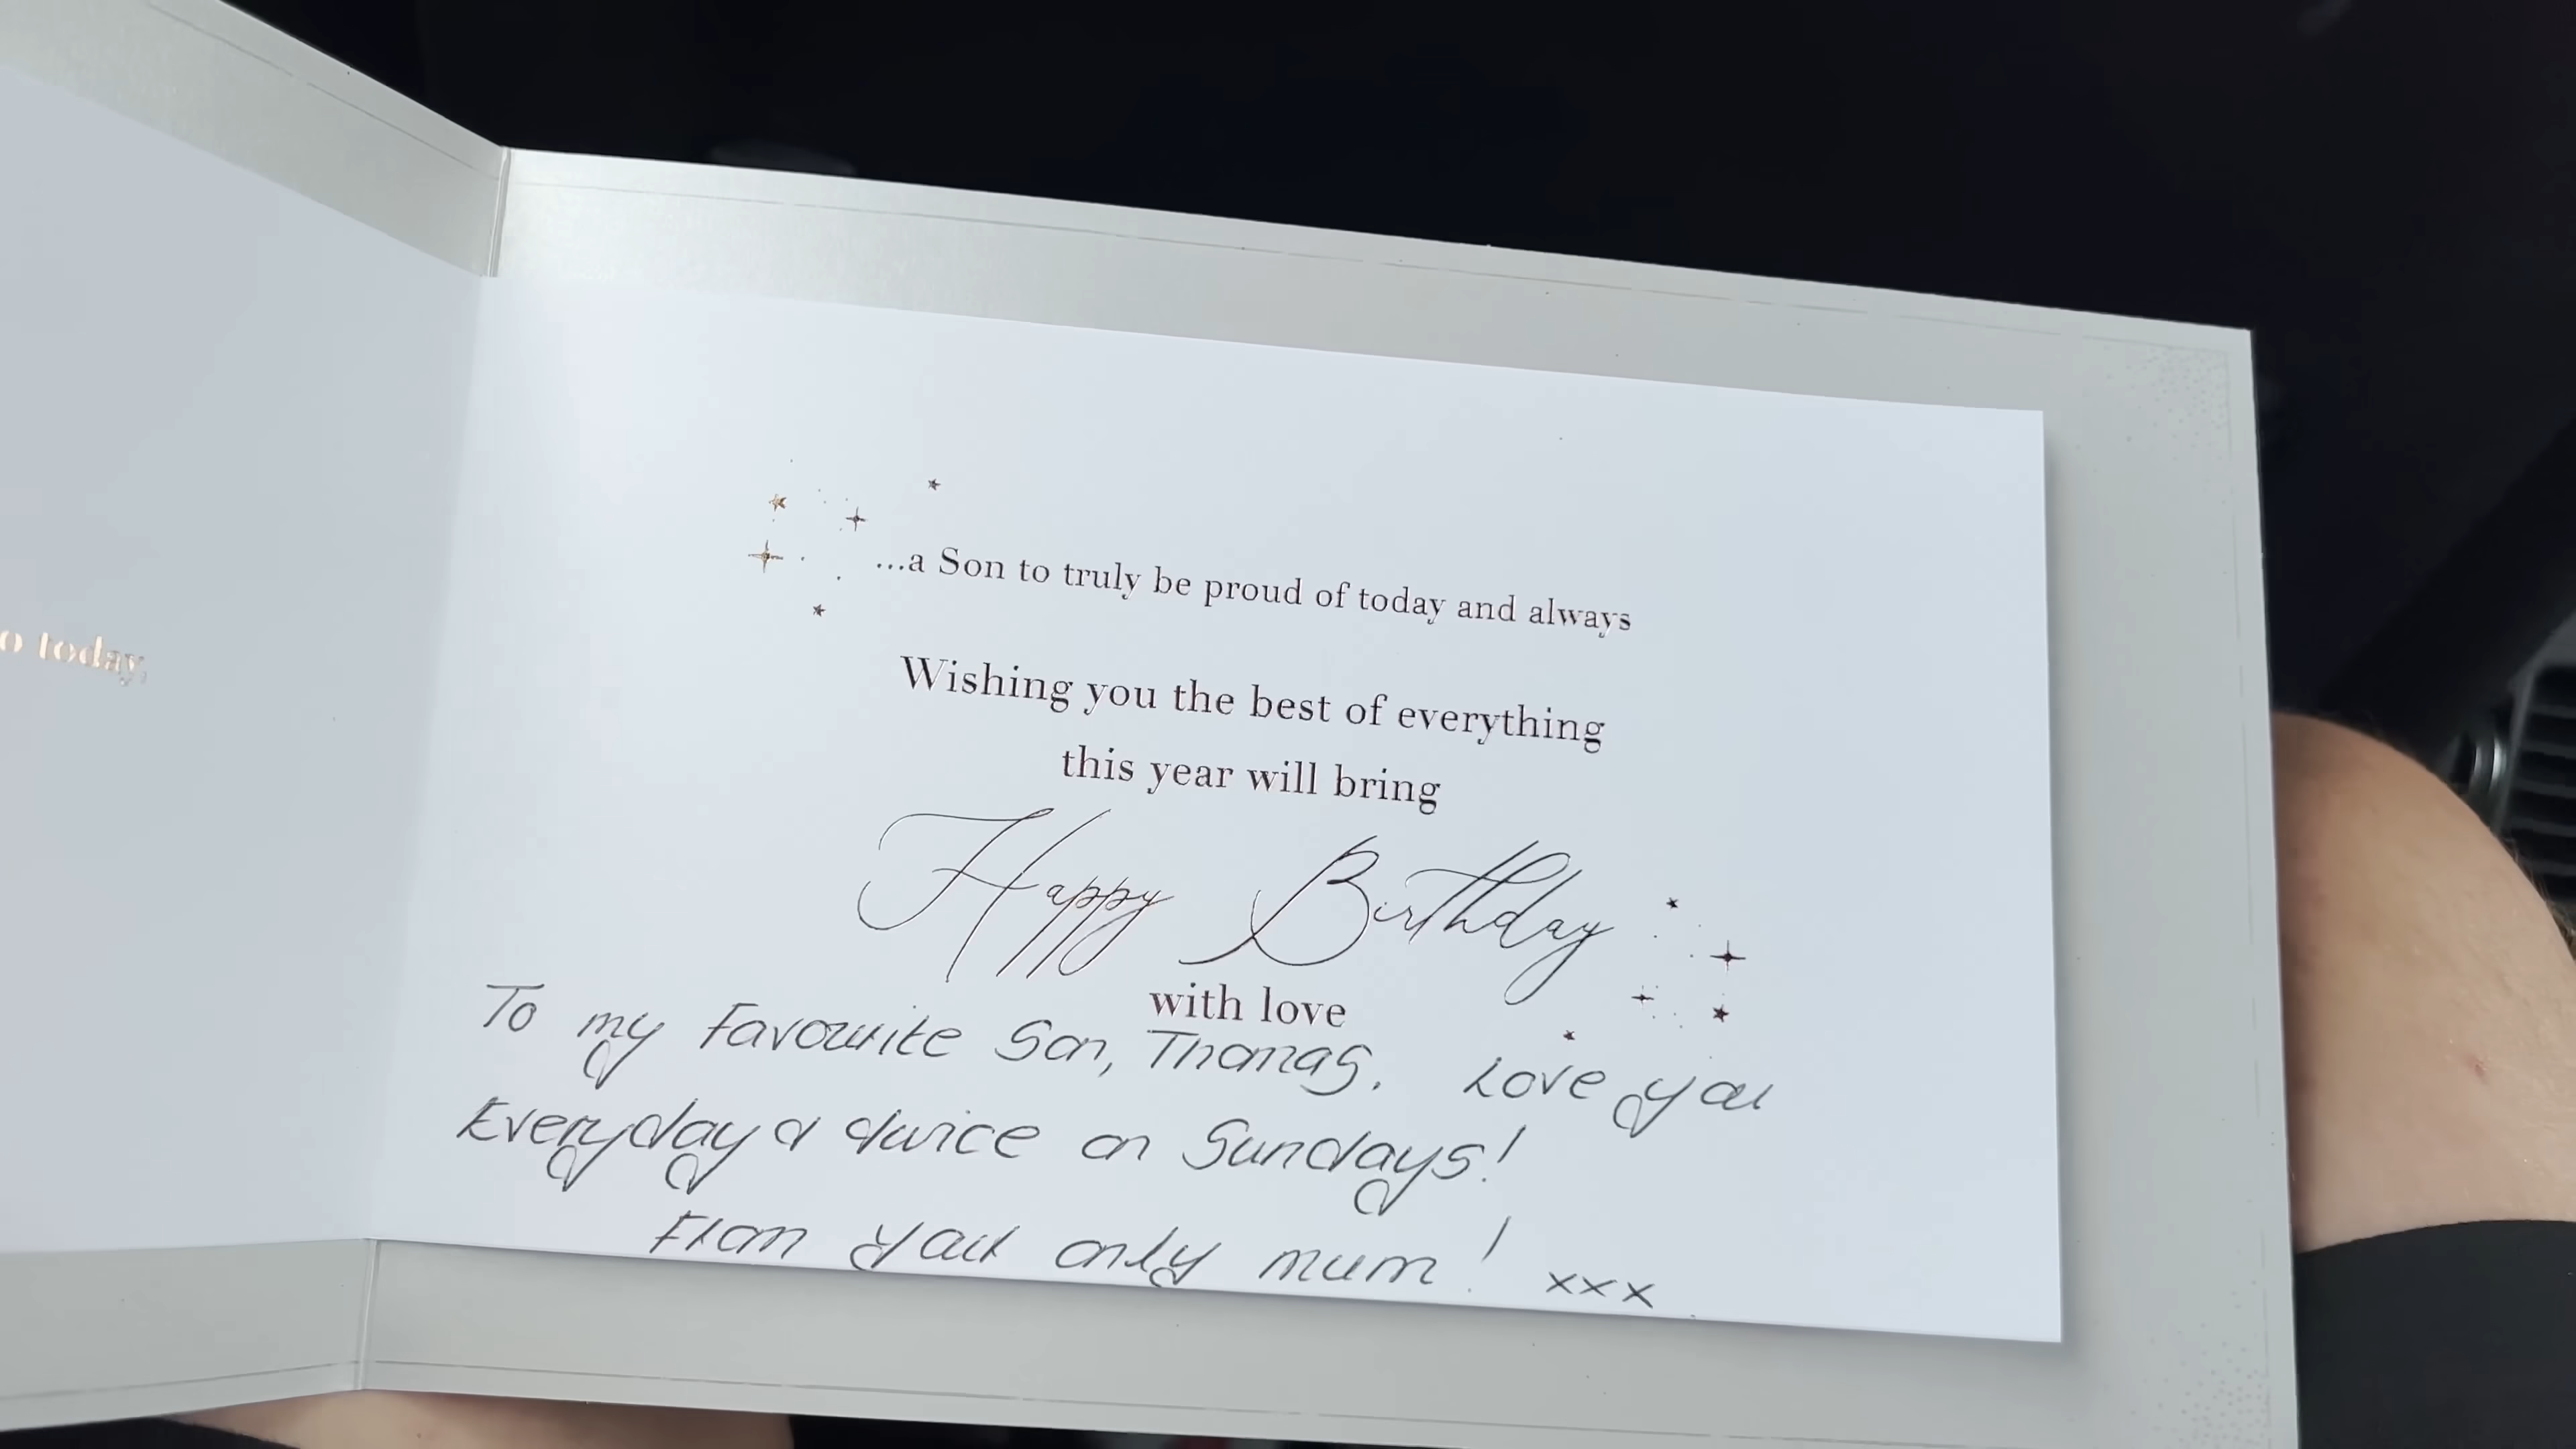 o today,
...a Son to truly be proud of today and always
Wishing you the best of everything
this year will bring
Happy Birthday
with love
To my Favourite Son, Thomas. Love you
Everyday & twice on Sundays!
From your only mum! xxx